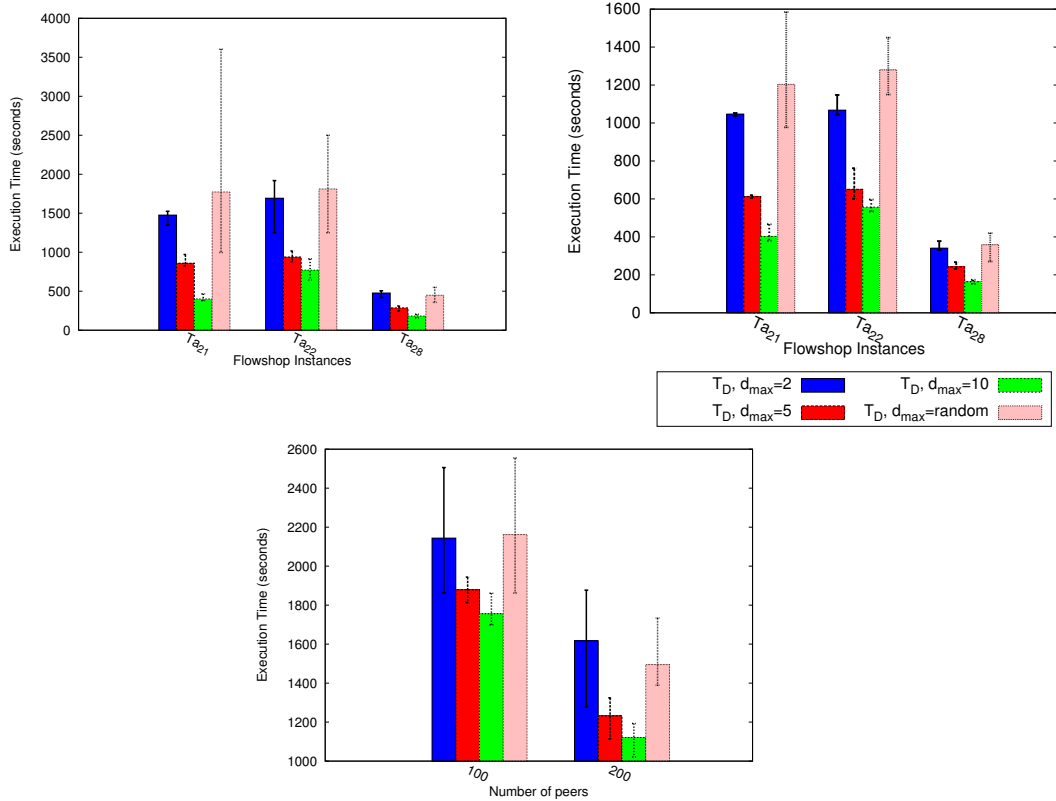 4000
3500
3000
2500
2000
1500
1000
500
0
Execution Time (seconds)
Ta21 Ta22 Ta28
Flowshop Instances
1600
1400
1200
1000
800
600
400
200
0
Execution Time (seconds)
Ta21 Ta22 Ta28
Flowshop Instances
TD, dmax=2 TD, dmax=10
TD, dmax=5 TD, dmax=random
2600
2400
2200
2000
1800
1600
1400
1200
1000
Execution Time (seconds)
100 200
Number of peers